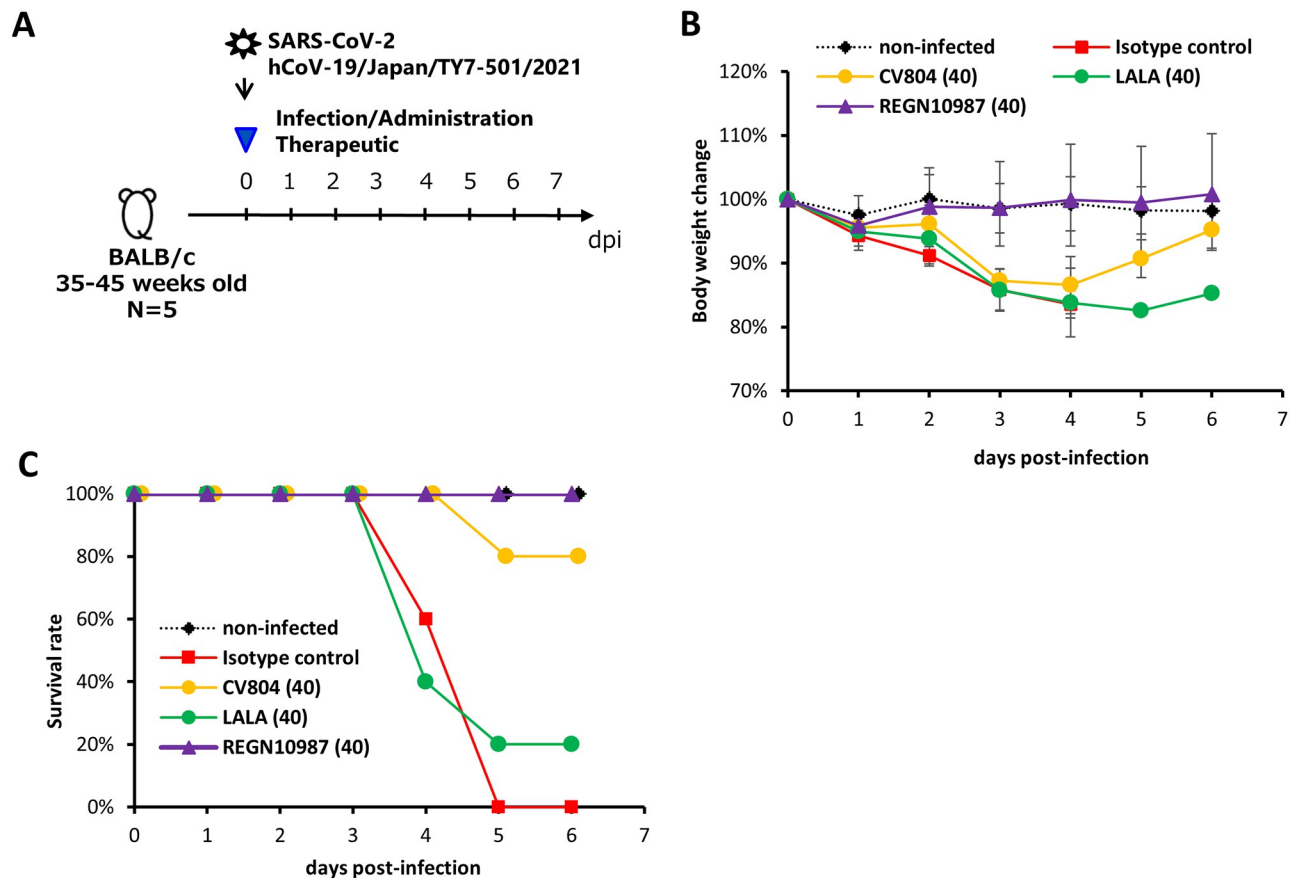 A
SARS-CoV-2
hCoV-19/Japan/TY7-501/2021
Infection/Administration
Therapeutic
0 1 2 3 4 5 6 7
dpi
BALB/c
35-45 weeks old
N=5
B
non-infected
Isotype control
CV804 (40)
LALA (40)
REGN10987 (40)
120%
110%
100%
90%
80%
70%
Body weight change
0 1 2 3 4 5 6 7
days post-infection
C
100%
80%
60%
40%
20%
0%
Survival rate
non-infected
Isotype control
CV804 (40)
LALA (40)
REGN10987 (40)
0 1 2 3 4 5 6 7
days post-infection